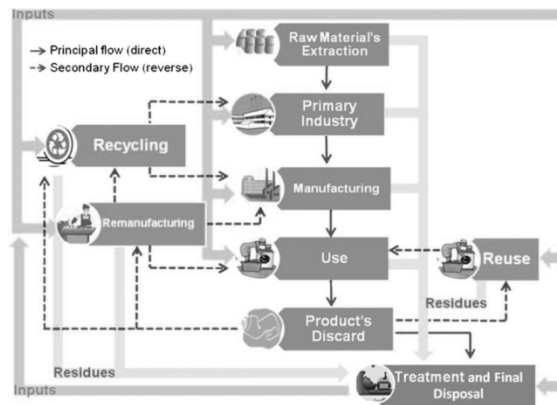 Inputs
Principal flow (direct)
Secondary Flow (reverse)
Raw Material's
Extraction
Primary
Industry
Recycling
Manufacturing
Remanufacturing
Use
Reuse
Residues
Product's
Discard
Residues
Treatment and Final
Disposal
Inputs